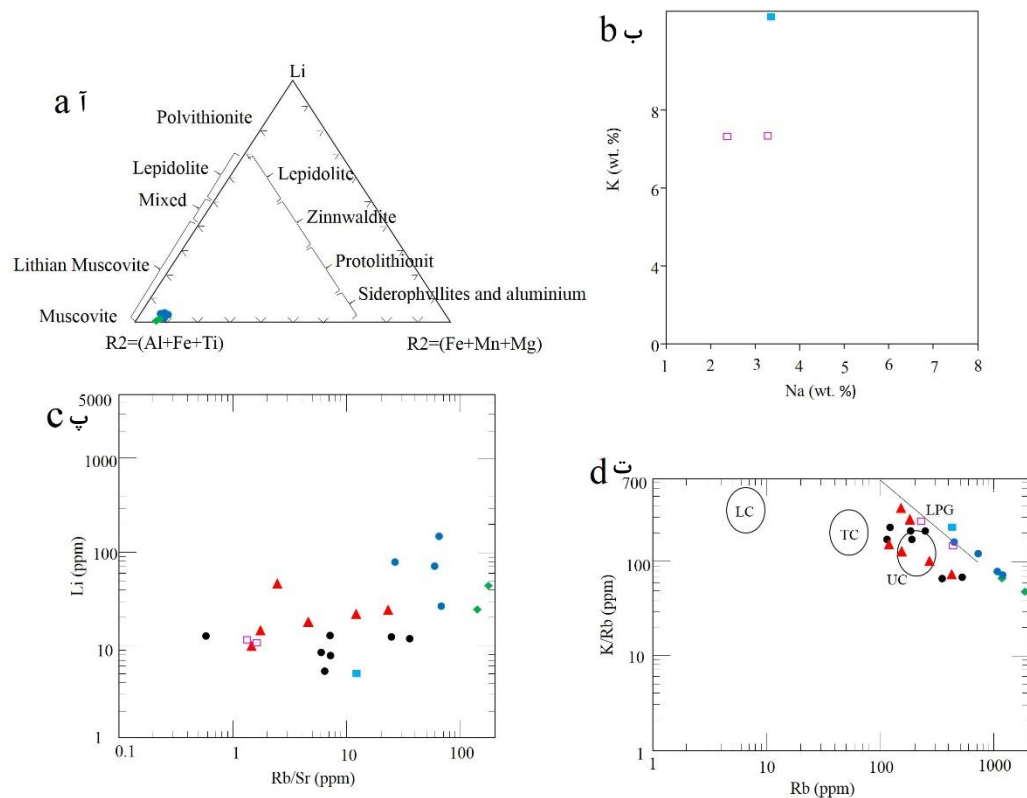 a آ
Li
Polvithionite
Lepidolite
Lepidolite
Mixed
Zinnwaldite
Lithian Muscovite
Protolithionit
Siderophvllites and aluminium
Muscovite
R2=(Al+Fe+Ti)
R2=(Fe+Mn+Mg)
b ب
K (wt. %)
8
6
4
0
1 2 3 4 5 6 7 8
Na (wt. %)
c پ
Li (ppm)
5000
1000
100
10
1
0.1 1 10 100
Rb/Sr (ppm)
d ت
K/Rb (ppm)
700
100
10
1
LC
TC
LPG
UC
1 10 100 1000
Rb (ppm)